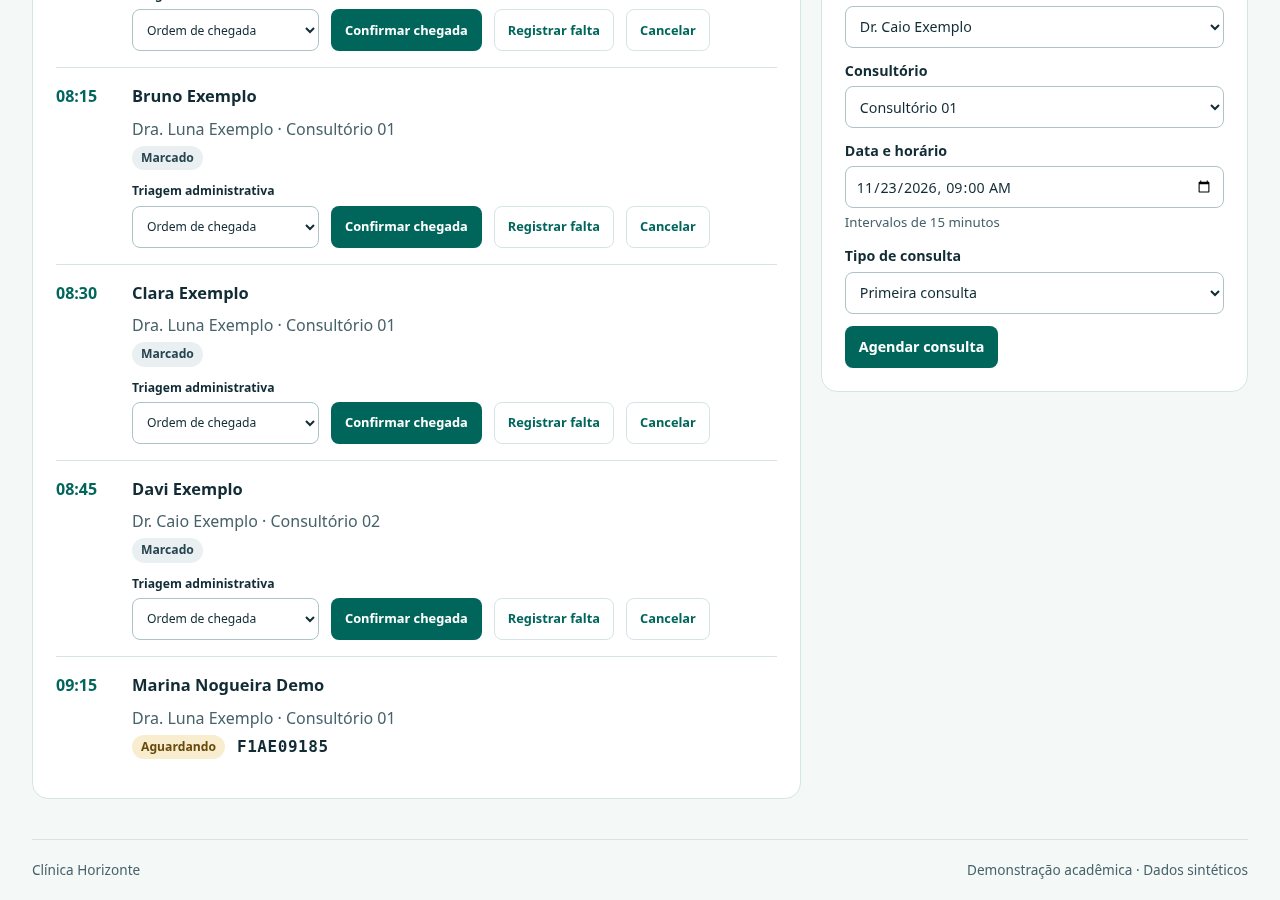 Ordem de chegada Confirmar chegada Registrar falta Cancelar
08:15 Bruno Exemplo
Dra. Luna Exemplo · Consultório 01
Marcado
Triagem administrativa
Ordem de chegada Confirmar chegada Registrar falta Cancelar
08:30 Clara Exemplo
Dra. Luna Exemplo · Consultório 01
Marcado
Triagem administrativa
Ordem de chegada Confirmar chegada Registrar falta Cancelar
08:45 Davi Exemplo
Dr. Caio Exemplo · Consultório 02
Marcado
Triagem administrativa
Ordem de chegada Confirmar chegada Registrar falta Cancelar
09:15 Marina Nogueira Demo
Dra. Luna Exemplo · Consultório 01
Aguardando F1AE09185
Dr. Caio Exemplo
Consultório
Consultório 01
Data e horário
11/23/2026, 09:00 AM
Intervalos de 15 minutos
Tipo de consulta
Primeira consulta
Agendar consulta
Clínica Horizonte
Demonstração acadêmica · Dados sintéticos